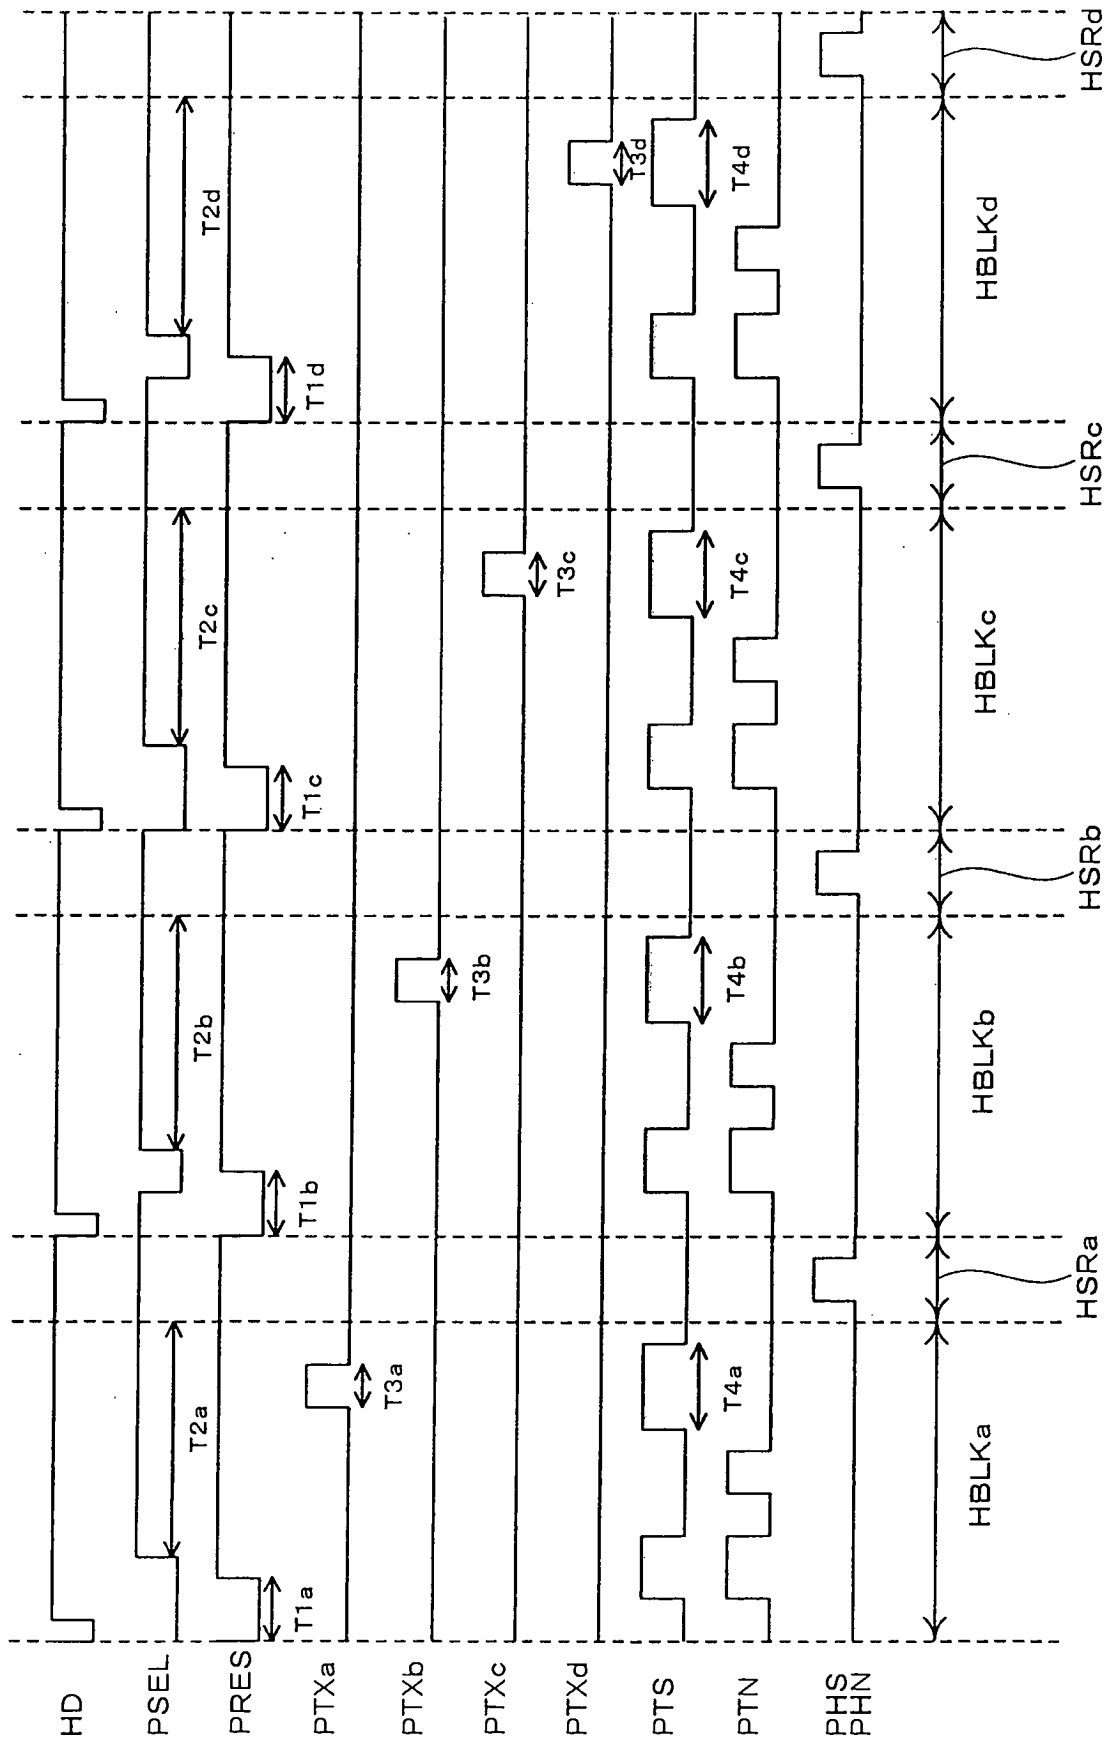 HD
PSEL
PRES
PTXa
PTXb
PTXc
PTXd
PTS
PTN
PHS
PHN
T2a
T2b
T2c
T2d
T1a
T1b
T1c
T1d
T3a
T3b
T3c
T3d
T4a
T4b
T4c
T4d
HBLKa
HBLKb
HBLKc
HBLKd
HSRa
HSRb
HSRc
HSRd